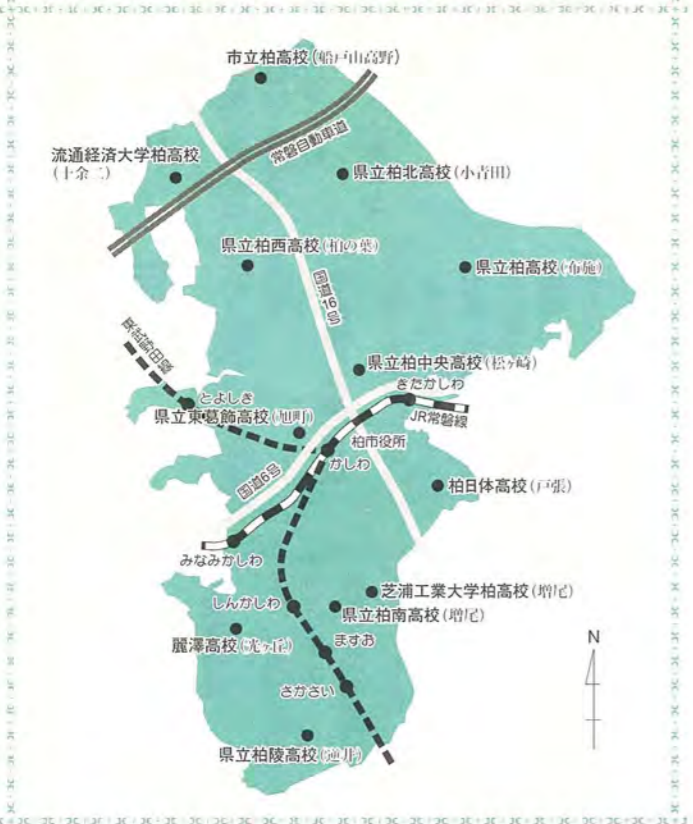 市立柏高校(船戸山高野)
常磐自動車道
流通経済大学柏高校
(十余二)
県立柏北高校(小青田)
県立柏西高校(柏の葉)
県立柏高校(布施)
国道16号
東武野田線
県立柏中央高校(松ヶ崎)
きたかしわ
とよしき
県立東葛飾高校(旭町)
JR常磐線
柏市役所
かしわ
国道6号
柏日体高校(戸張)
みなみかしわ
芝浦工業大学柏高校(増尾)
しんかしわ
県立柏南高校(増尾)
麗澤高校(光ヶ丘)
ますお
N
さかさい
県立柏陵高校(逆井)